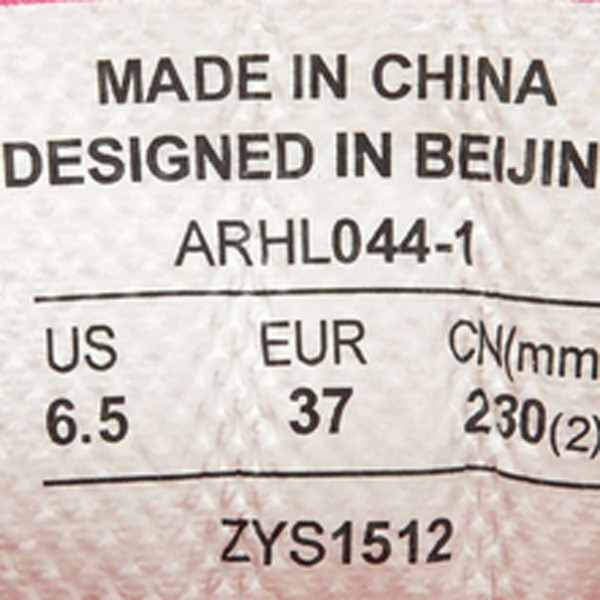 MADE IN CHINA
DESIGNED IN BEIJIN
ARHL044-1
US EUR CN(mm
6.5 37 230(2)
ZYS1512